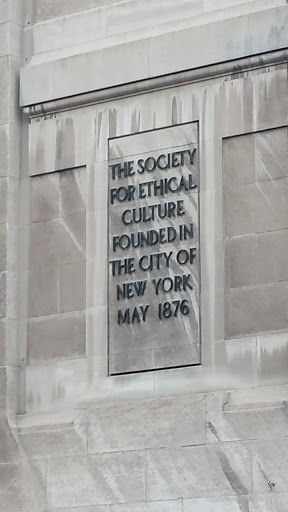 THE SOCIETY
FOR ETHICAL
CULTURE
FOUNDED IN
THE CITY OF
NEW YORK
MAY 1876